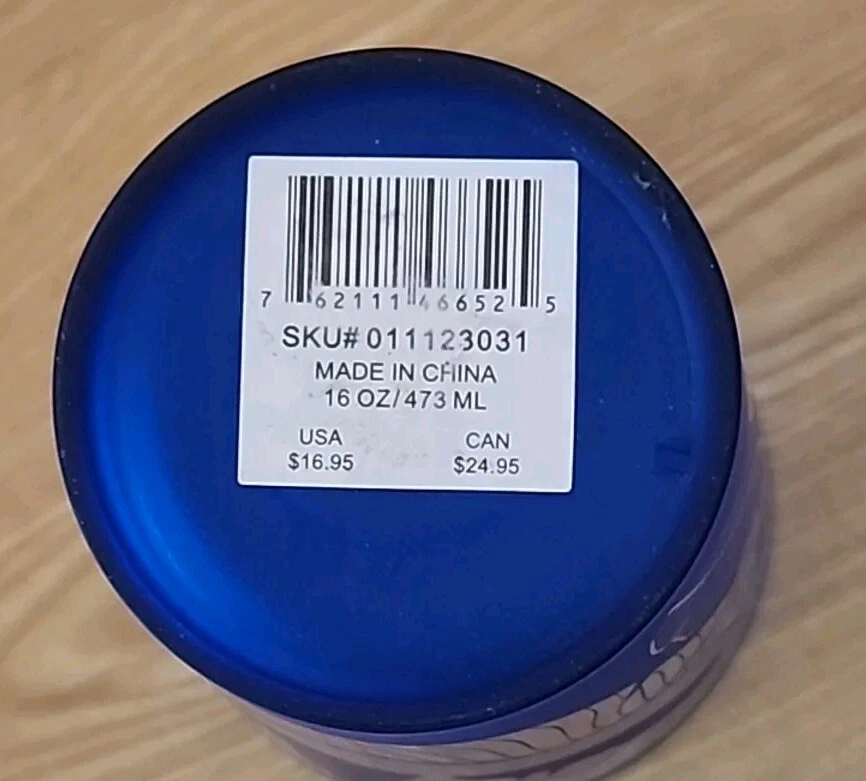 7 62111 46652 5
SKU# 011123031
MADE IN CHINA
16 OZ/473 ML
USA CAN
$16.95 $24.95